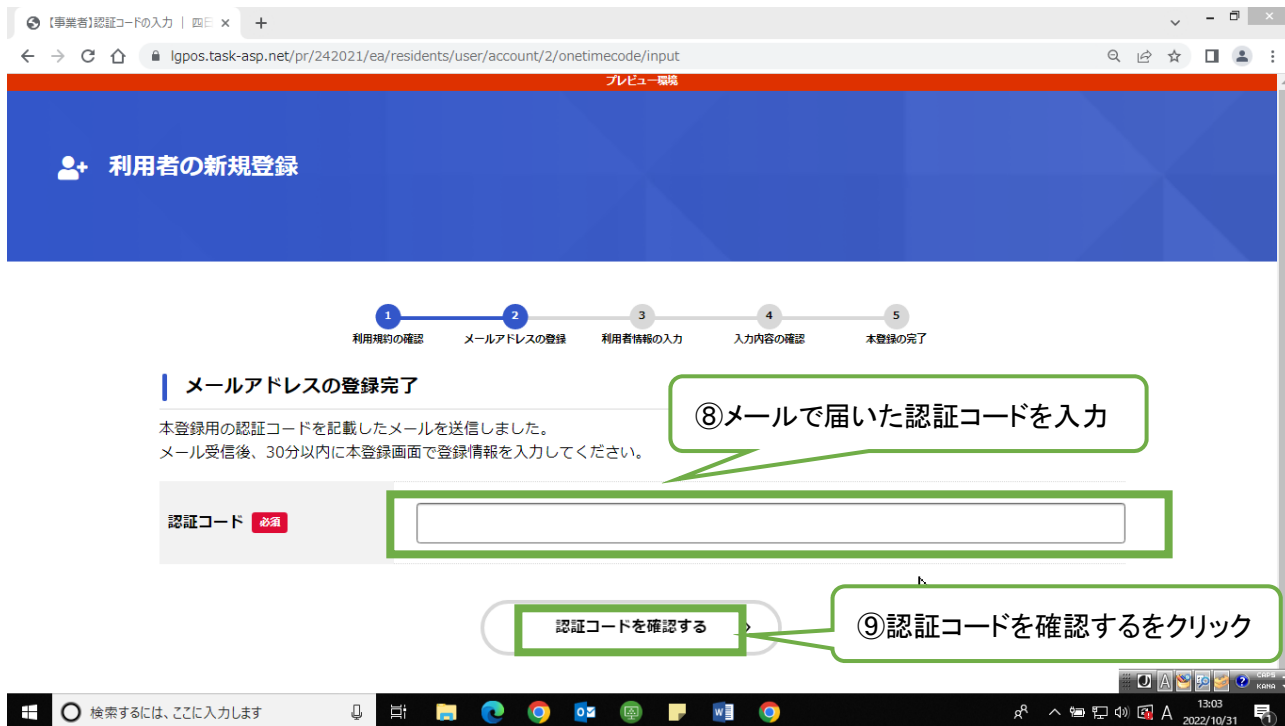 【事業者】認証コードの入力 | 四日
lgpos.task-asp.net/pr/242021/ea/residents/user/account/2/onetimecode/input
プレビュー環境
利用者の新規登録
1 2 3 4 5
利用規約の確認 メールアドレスの登録 利用者情報の入力 入力内容の確認 本登録の完了
メールアドレスの登録完了
⑧メールで届いた認証コードを入力
本登録用の認証コードを記載したメールを送信しました。
メール受信後、30分以内に本登録画面で登録情報を入力してください。
認証コード 必須
認証コードを確認する
⑨認証コードを確認するをクリック
A CAPS
KANA
検索するには、ここに入力します
A 13:03
2022/10/31